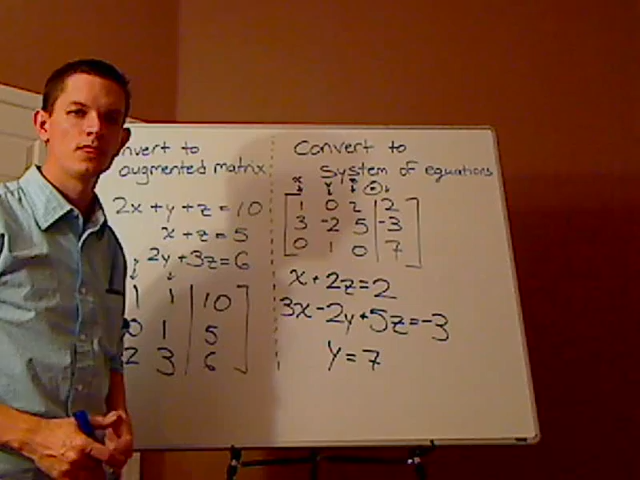 nvert to
augmented matrix
2x + y + z = 10
x + z = 5
2y + 3z = 6
1 1 | 10
0 1 | 5
2 3 | 6
Convert to
system of equations
x y z =
1 0 2 | 2
3 -2 5 | -3
0 1 0 | 7
x + 2z = 2
3x - 2y + 5z = -3
y = 7